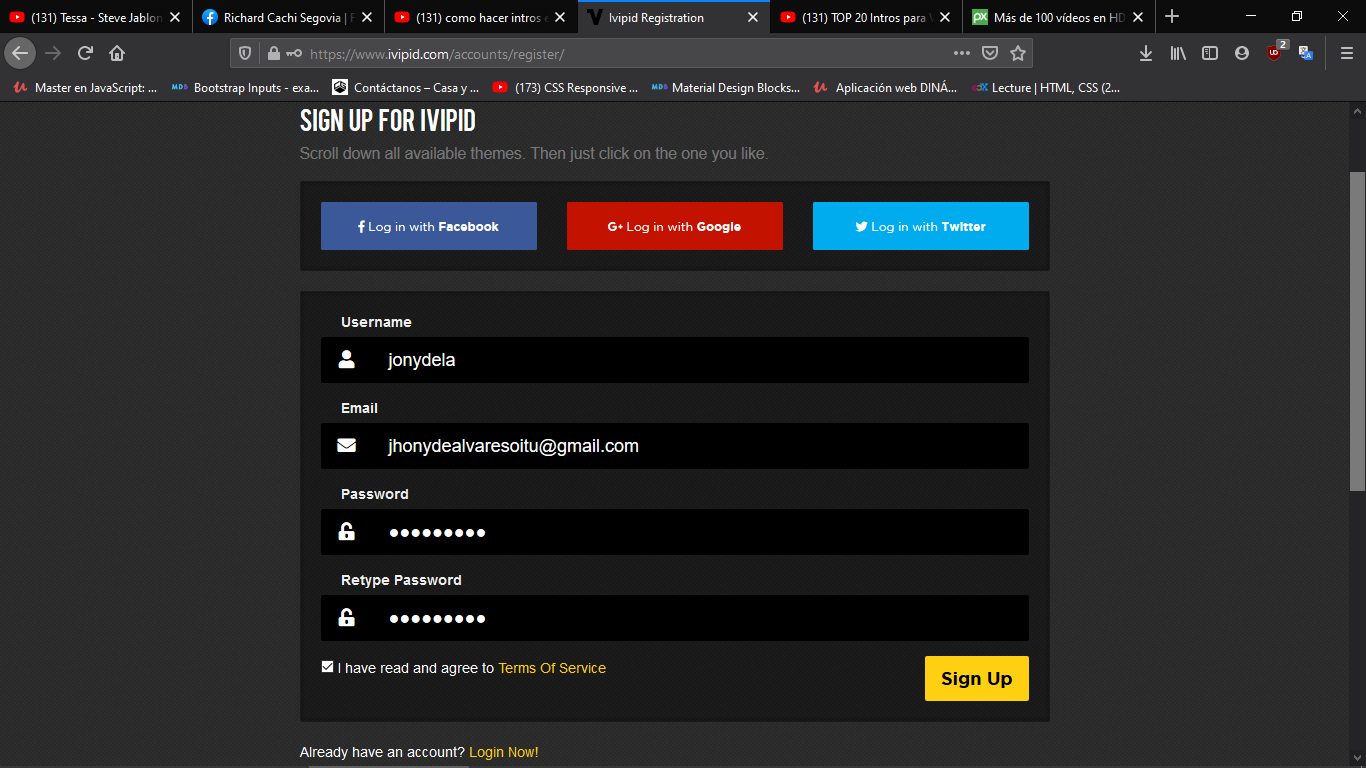 (131) Tessa - Steve Jablon
Richard Cachi Segovia | F
(131) como hacer intros e
Ivipid Registration
(131) TOP 20 Intros para V
Más de 100 vídeos en HD
https://www.ivipid.com/accounts/register/
2
Master en JavaScript: ...
Bootstrap Inputs - exa...
Contáctanos – Casa y ...
(173) CSS Responsive ...
Material Design Blocks...
Aplicación web DINÁ...
Lecture | HTML, CSS (2...
SIGN UP FOR IVIPID
Scroll down all available themes. Then just click on the one you like.
Log in with Facebook
G+ Log in with Google
Log in with Twitter
Username
jonydela
Email
jhonydealvaresoitu@gmail.com
Password
Retype Password
I have read and agree to Terms Of Service
Sign Up
Already have an account? Login Now!